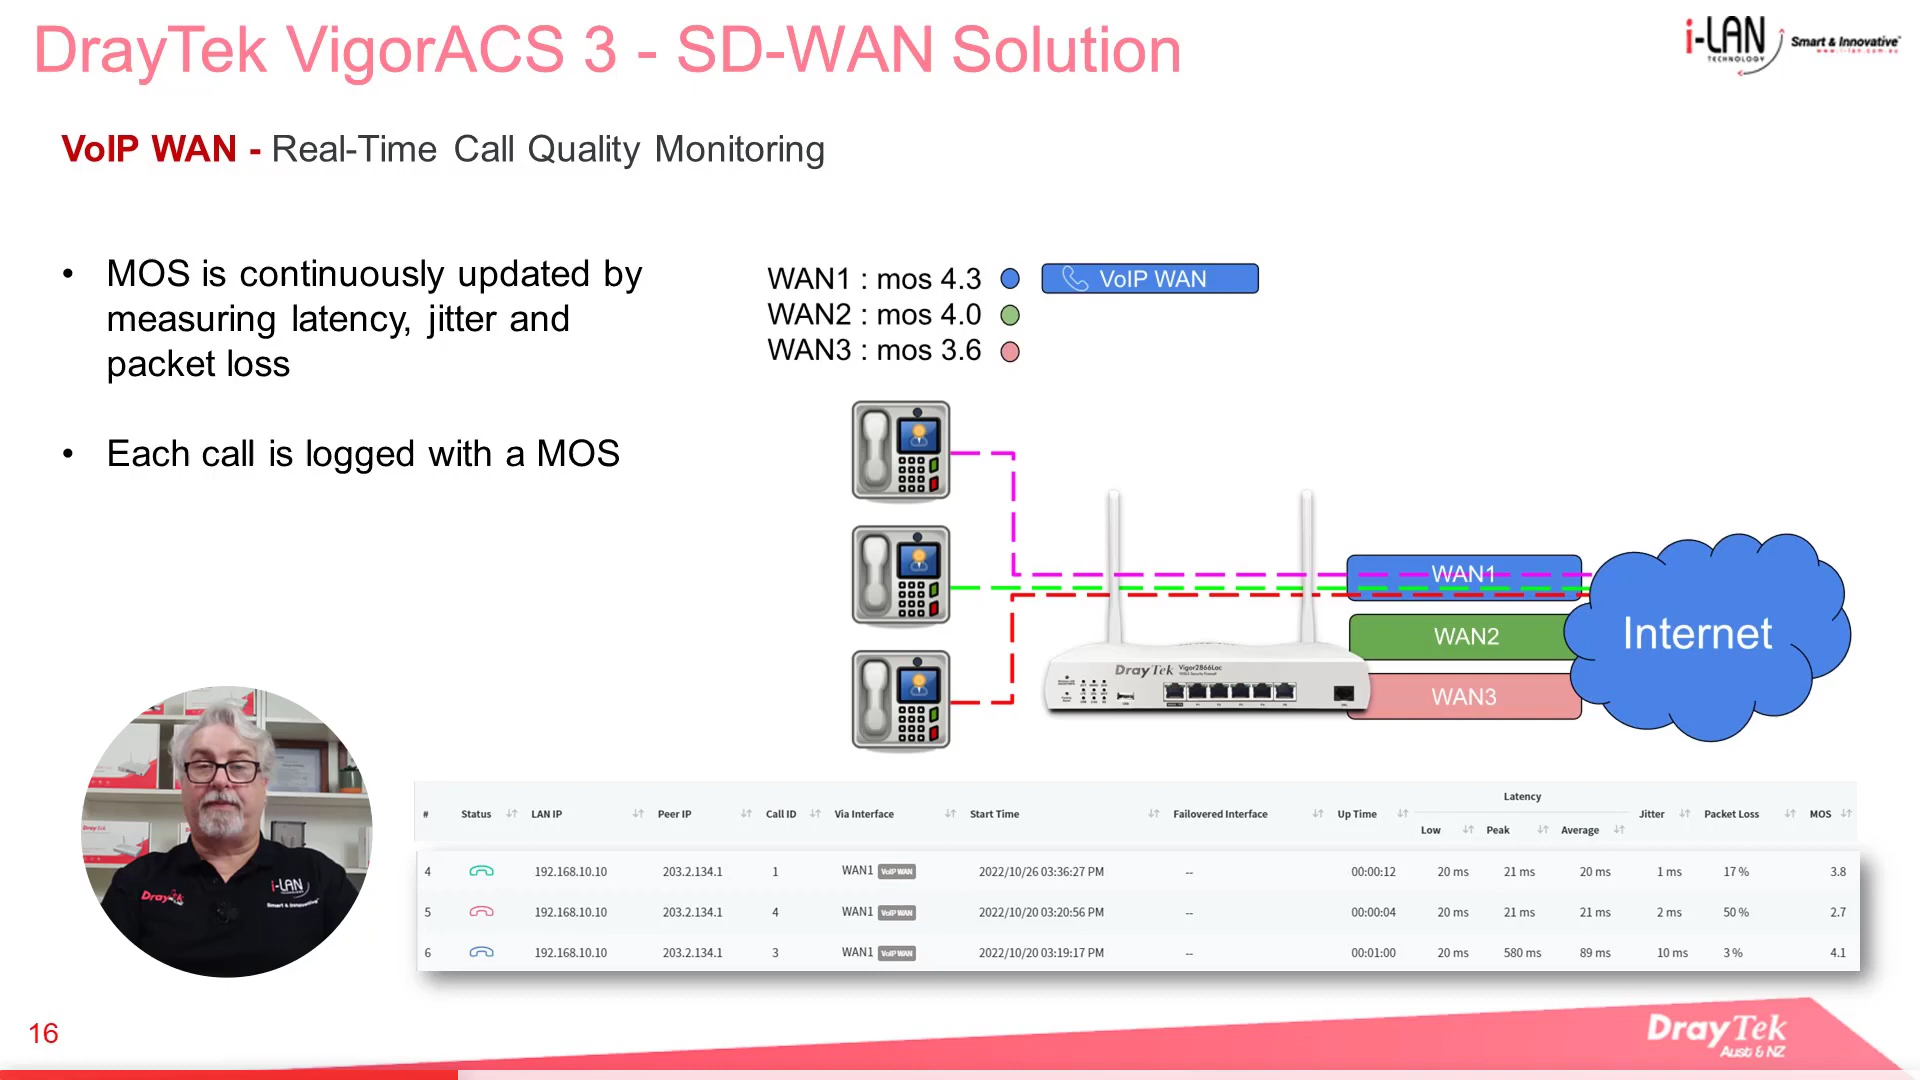 DrayTek VigorACS 3 - SD-WAN Solution
i-LAN
TECHNOLOGY
Smart & Innovative
www.i-lan.com.au
VoIP WAN - Real-Time Call Quality Monitoring
• MOS is continuously updated by
measuring latency, jitter and
packet loss
• Each call is logged with a MOS
WAN1 : mos 4.3
VoIP WAN
WAN2 : mos 4.0
WAN3 : mos 3.6
WAN1
WAN2
WAN3
Internet
DrayTek
Vigor2866Lac
DrayTek
i-LAN
Smart & Innovative
Latency
# Status LAN IP Peer IP Call ID Via Interface Start Time Failovered Interface Up Time Jitter Packet Loss MOS
Low Peak Average
4 192.168.10.10 203.2.134.1 1 WAN1 VoIP WAN 2022/10/26 03:36:27 PM -- 00:00:12 20 ms 21 ms 20 ms 1 ms 17 % 3.8
5 192.168.10.10 203.2.134.1 4 WAN1 VoIP WAN 2022/10/20 03:20:56 PM -- 00:00:04 20 ms 21 ms 21 ms 2 ms 50 % 2.7
6 192.168.10.10 203.2.134.1 3 WAN1 VoIP WAN 2022/10/20 03:19:17 PM -- 00:01:00 20 ms 580 ms 89 ms 10 ms 3 % 4.1
16
DrayTek
Aust & NZ